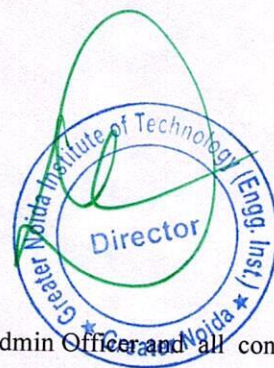 Greater Noida Institute of Technology (Engg. Inst.)
Director
★ Greater Noida ★
dmin Officer and all con